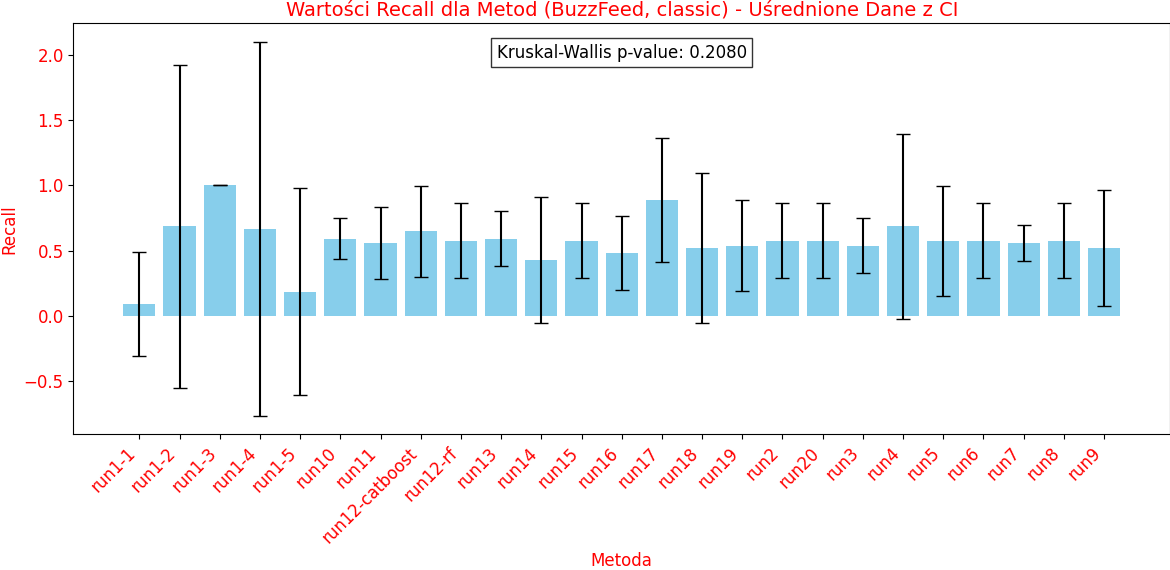 Wartości Recall dla Metod (BuzzFeed, classic) - Uśrednione Dane z CI
Kruskal-Wallis p-value: 0.2080
2.0
1.5
1.0
0.5
0.0
−0.5
Recall
run1-1
run1-2
run1-3
run1-4
run1-5
run10
run11
run12-catboost
run12-rf
run13
run14
run15
run16
run17
run18
run19
run2
run20
run3
run4
run5
run6
run7
run8
run9
Metoda